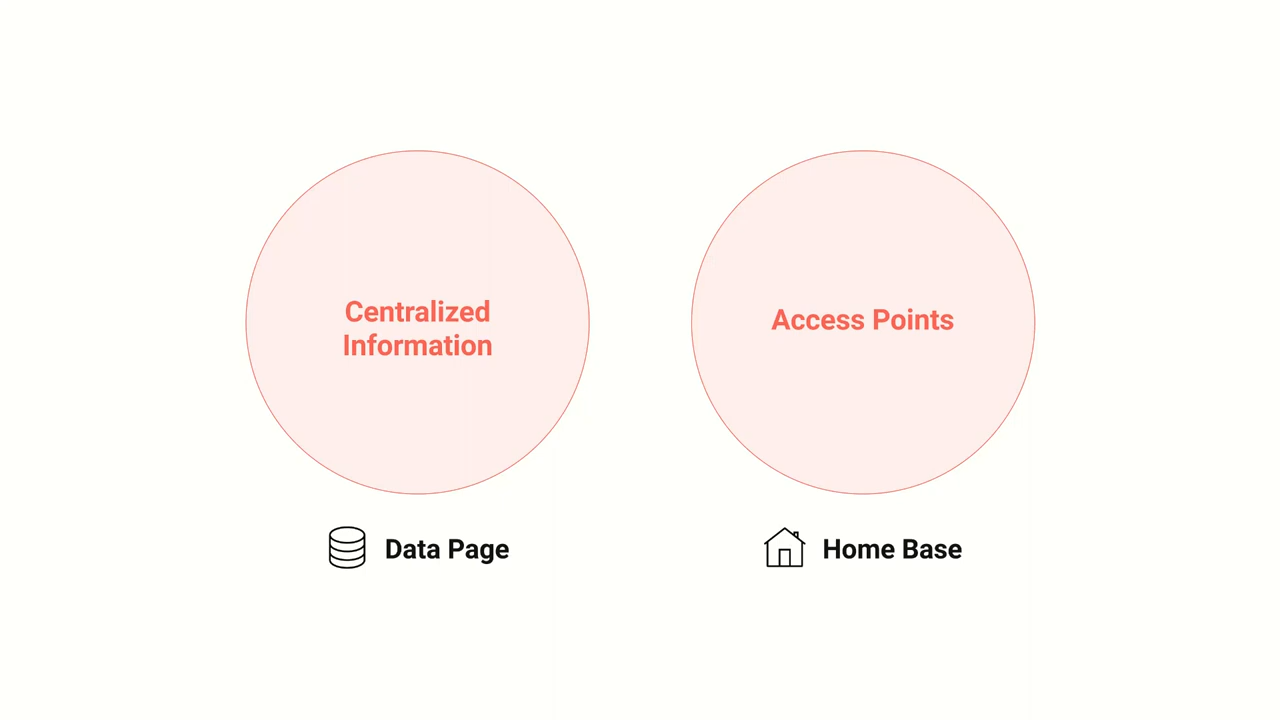 Centralized
Information
Access Points
Data Page
Home Base